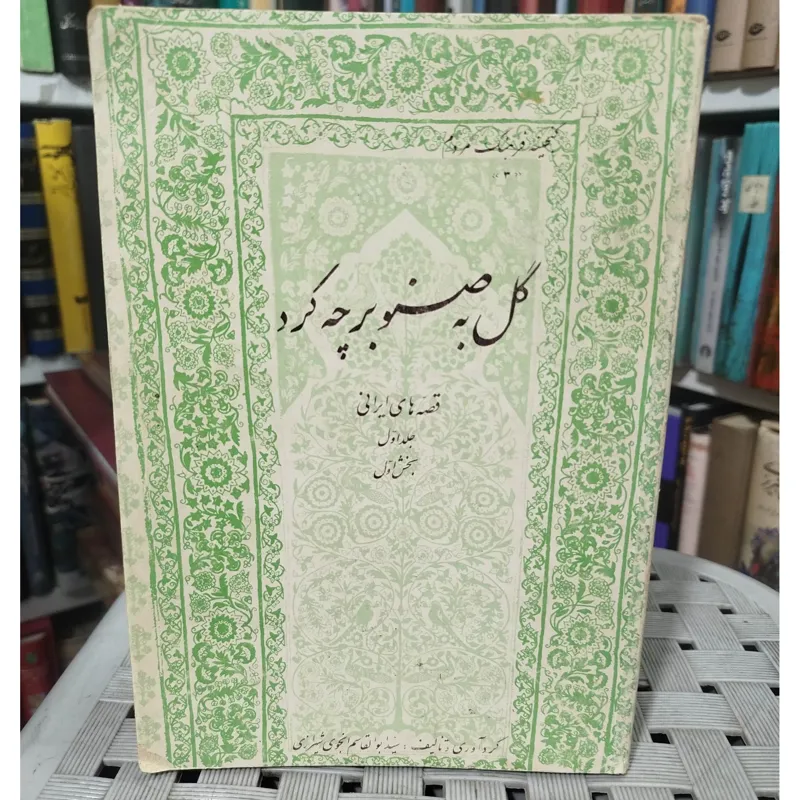 گنجینه فرهنگ مردم
«۳»
گل به صنوبر چه کرد
قصه های ایرانی
جلد اول
بخش اول
گردآوری و تالیف : سید ابوالقاسم انجوی شیرازی